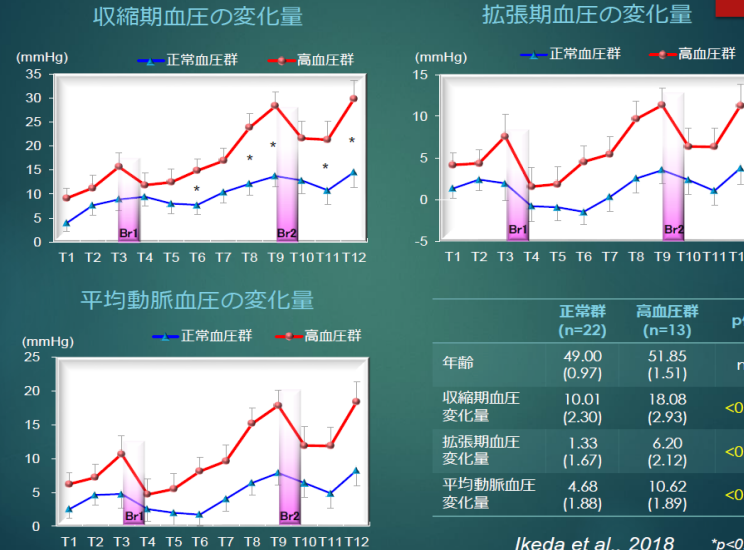 収縮期血圧の変化量
(mmHg)
正常血圧群 高血圧群
35
30
25
20
15
10
5
0
* * * * *
Br1 Br2
T1 T2 T3 T4 T5 T6 T7 T8 T9 T10 T11 T12
拡張期血圧の変化量
(mmHg)
正常血圧群 高血圧群
15
10
5
0
-5
Br1 Br2
T1 T2 T3 T4 T5 T6 T7 T8 T9 T10 T11
平均動脈血圧の変化量
(mmHg)
正常血圧群 高血圧群
25
20
15
10
5
0
Br1 Br2
T1 T2 T3 T4 T5 T6 T7 T8 T9 T10 T11 T12
正常群 高血圧群
(n=22) (n=13)
年齢 49.00 51.85
(0.97) (1.51)
収縮期血圧 10.01 18.08 <0
変化量 (2.30) (2.93)
拡張期血圧 1.33 6.20 <0
変化量 (1.67) (2.12)
平均動脈血圧 4.68 10.62 <0
変化量 (1.88) (1.89)
Ikeda et al., 2018 *p<0